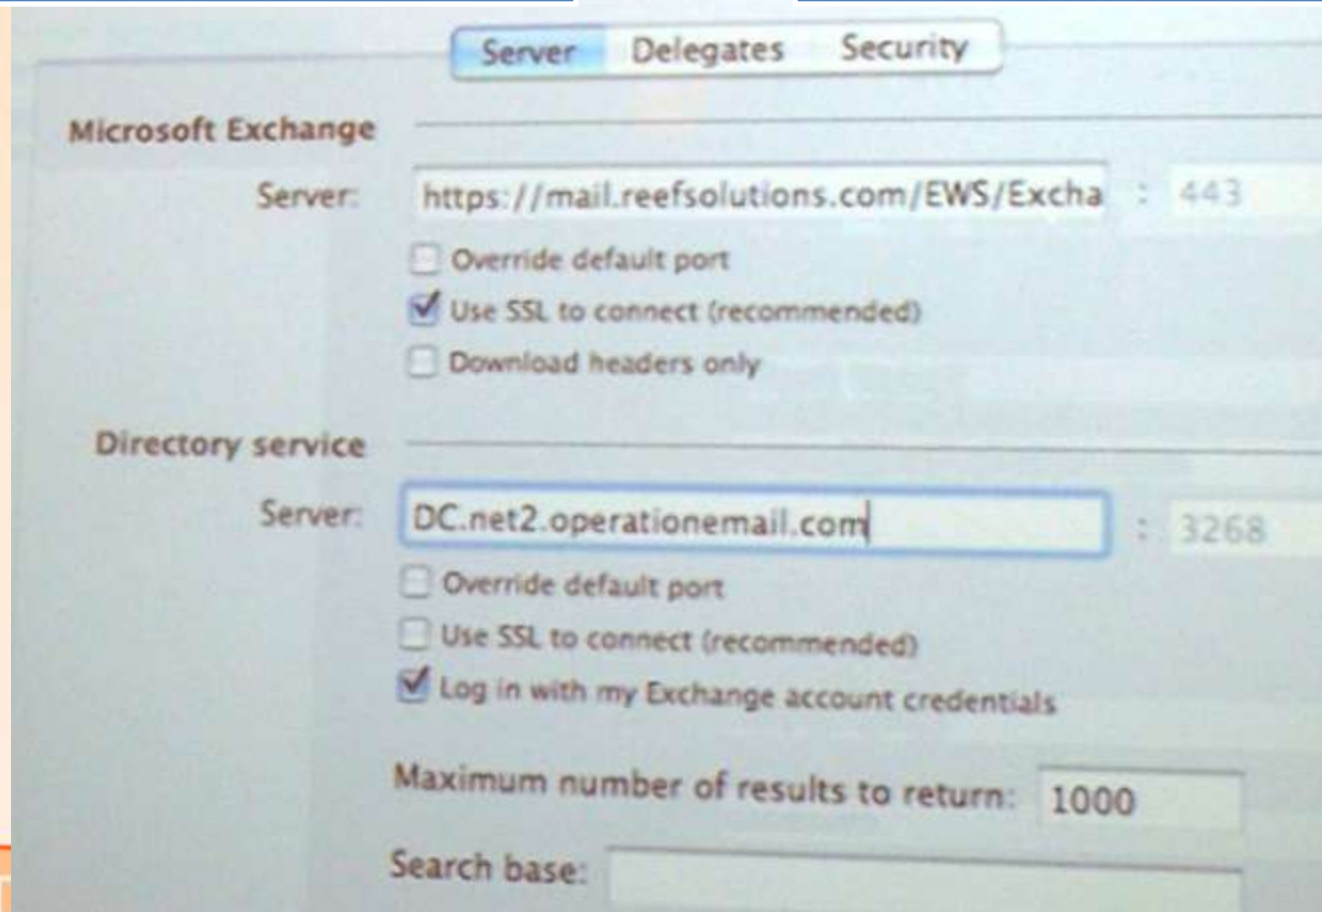 Server Delegates Security
Microsoft Exchange
Server: https://mail.reefsolutions.com/EWS/Excha : 443
Override default port
Use SSL to connect (recommended)
Download headers only
Directory service
Server: DC.net2.operationemail.com : 3268
Override default port
Use SSL to connect (recommended)
Log in with my Exchange account credentials
Maximum number of results to return: 1000
Search base: